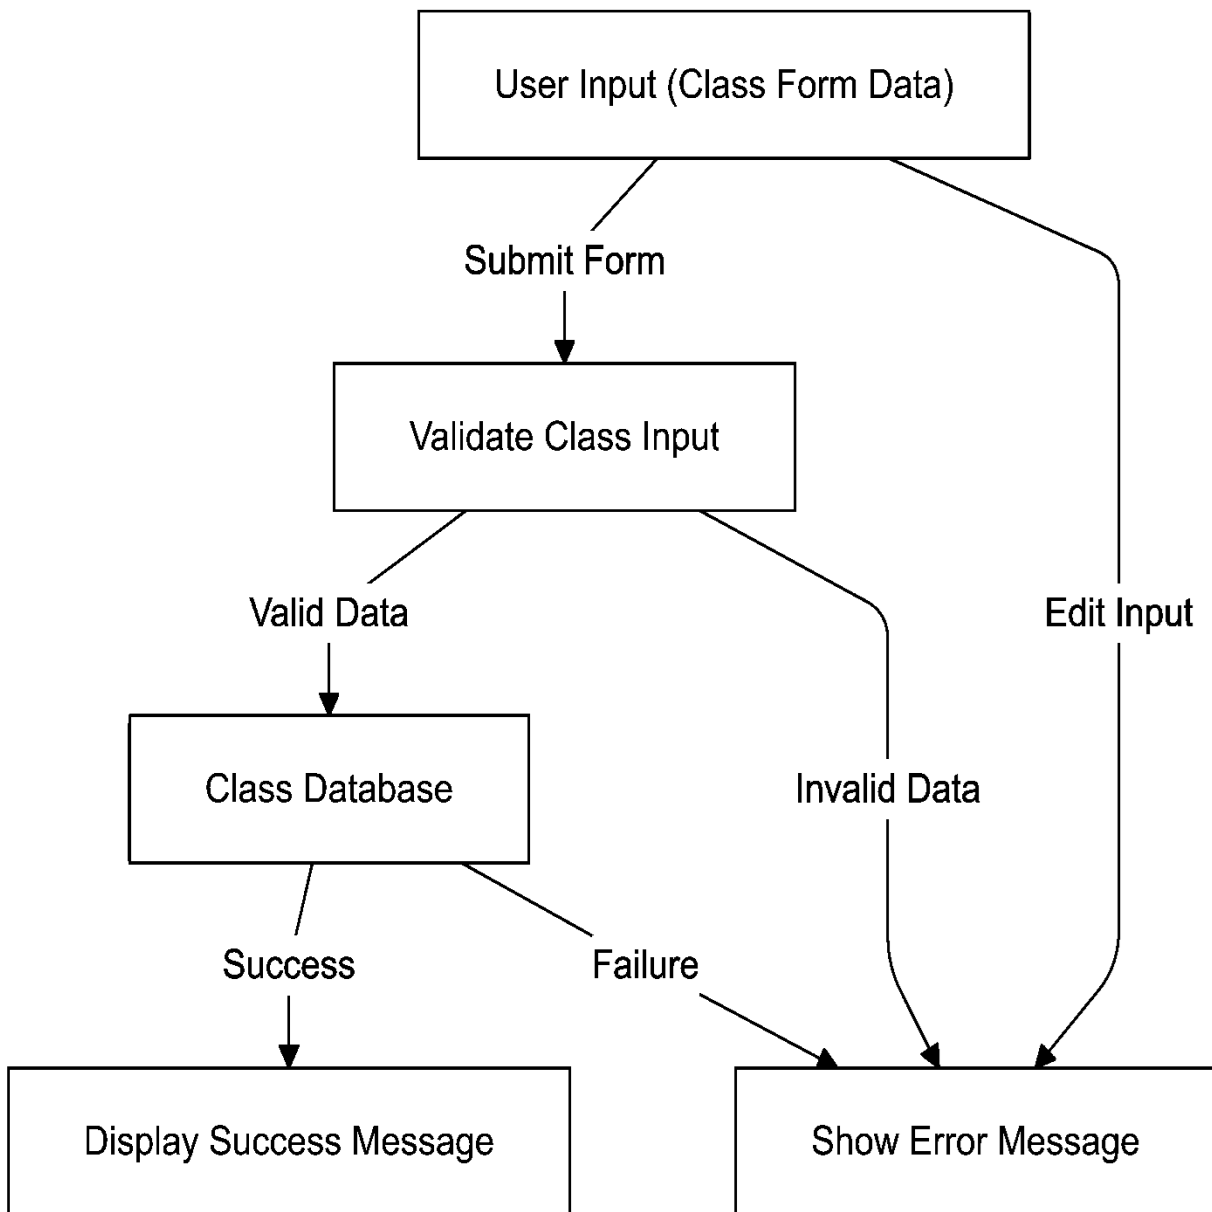 User Input (Class Form Data)
Submit Form
Validate Class Input
Valid Data
Edit Input
Class Database
Invalid Data
Success
Failure
Display Success Message
Show Error Message